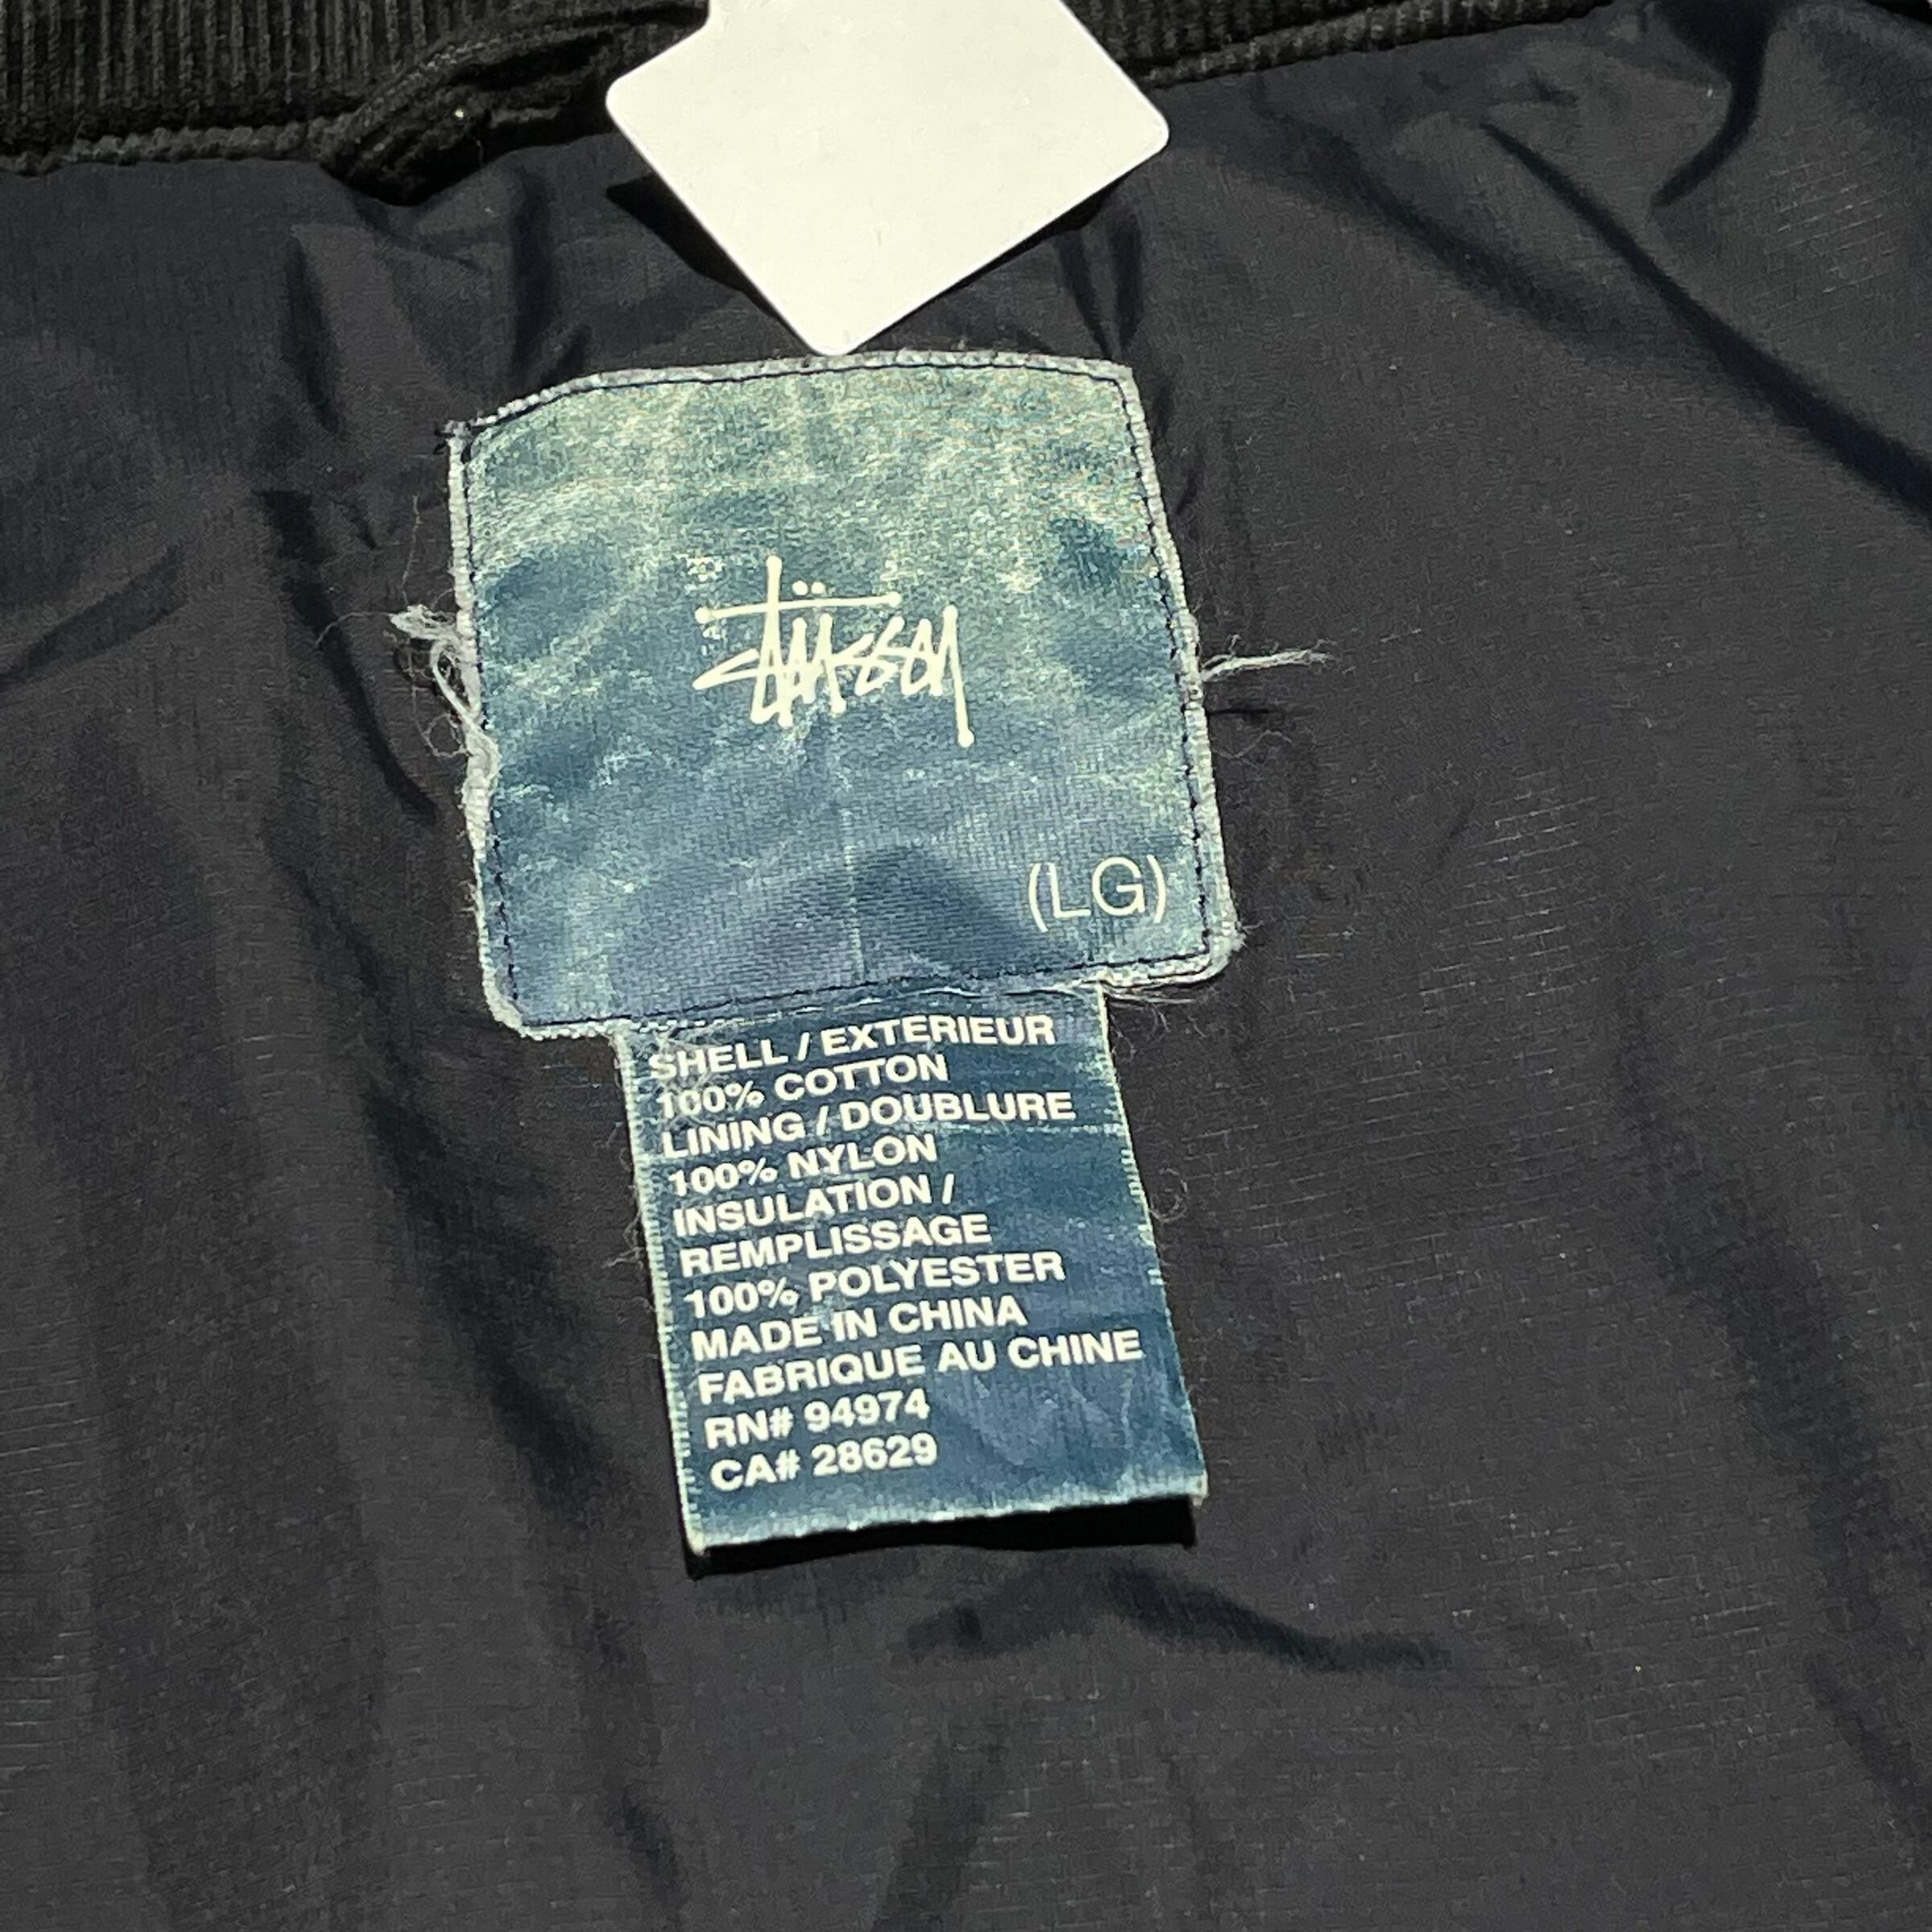 Stüssy
(LG)
SHELL / EXTERIEUR
100% COTTON
LINING / DOUBLURE
100% NYLON
INSULATION /
REMPLISSAGE
100% POLYESTER
MADE IN CHINA
FABRIQUE AU CHINE
RN# 94974
CA# 28629